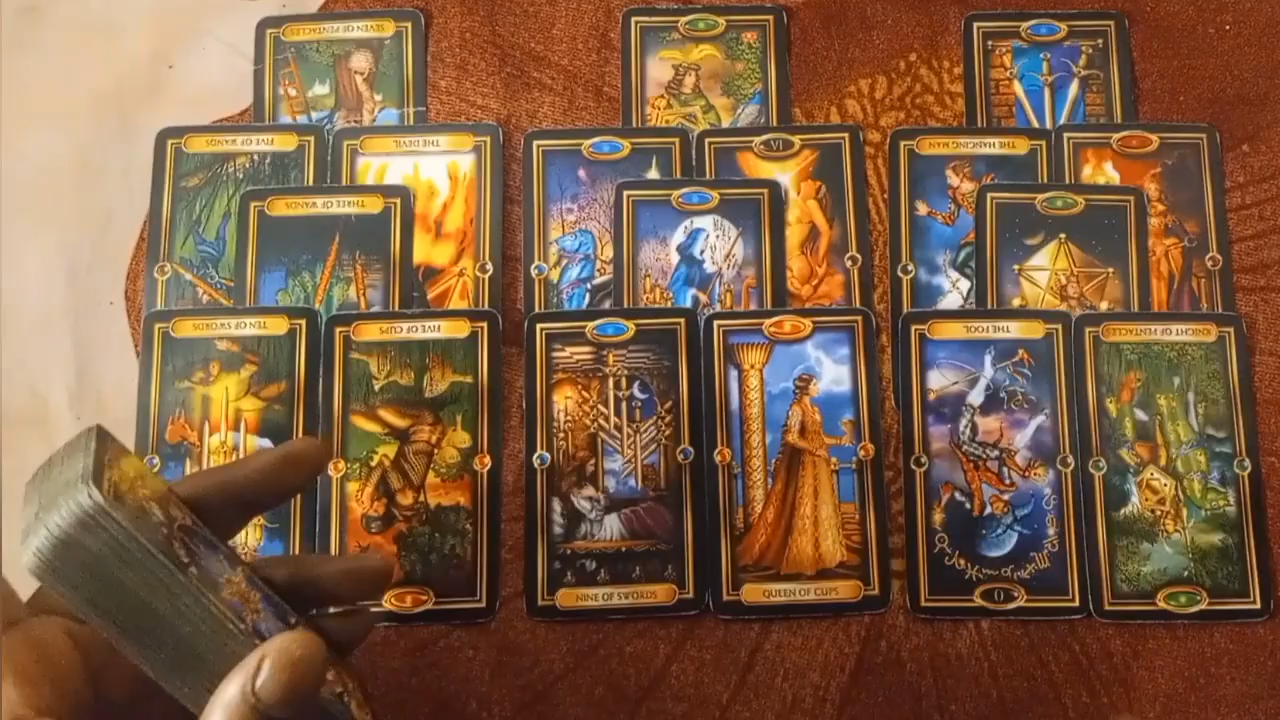 SEVEN OF PENTACLES
FIVE OF WANDS
THE DEVIL
VI
THE HANGING MAN
THREE OF WANDS
TEN OF SWORDS
FIVE OF CUPS
THE FOOL
KNIGHT OF PENTACLES
NINE OF SWORDS
QUEEN OF CUPS
0